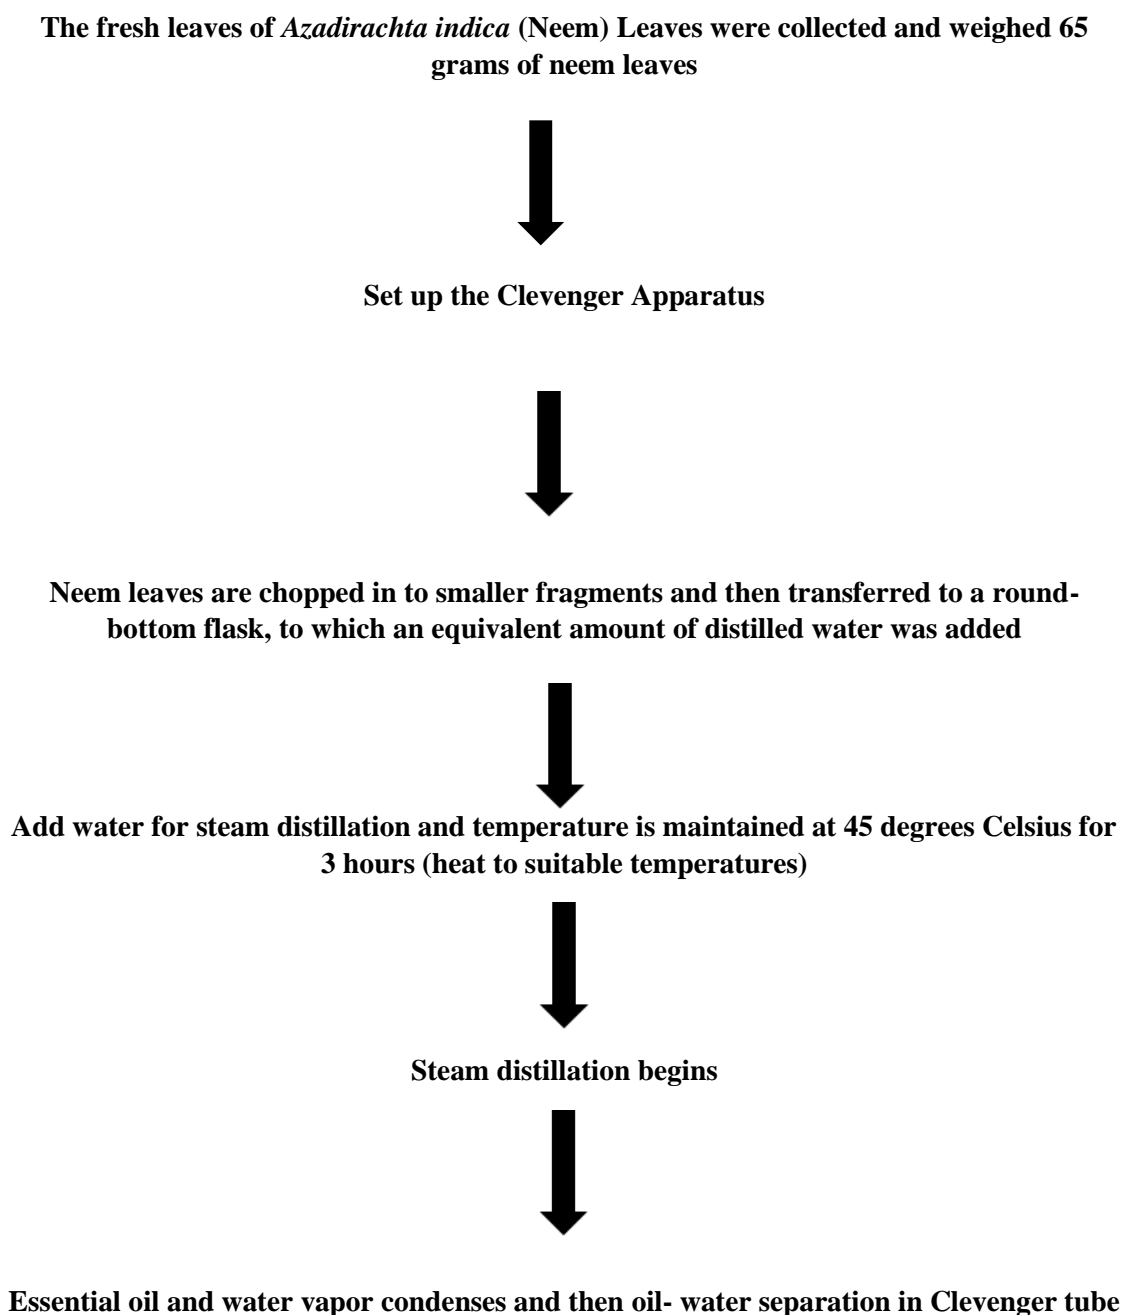 The fresh leaves of Azadirachta indica (Neem) Leaves were collected and weighed 65
grams of neem leaves
Set up the Clevenger Apparatus
Neem leaves are chopped in to smaller fragments and then transferred to a round-
bottom flask, to which an equivalent amount of distilled water was added
Add water for steam distillation and temperature is maintained at 45 degrees Celsius for
3 hours (heat to suitable temperatures)
Steam distillation begins
Essential oil and water vapor condenses and then oil- water separation in Clevenger tube